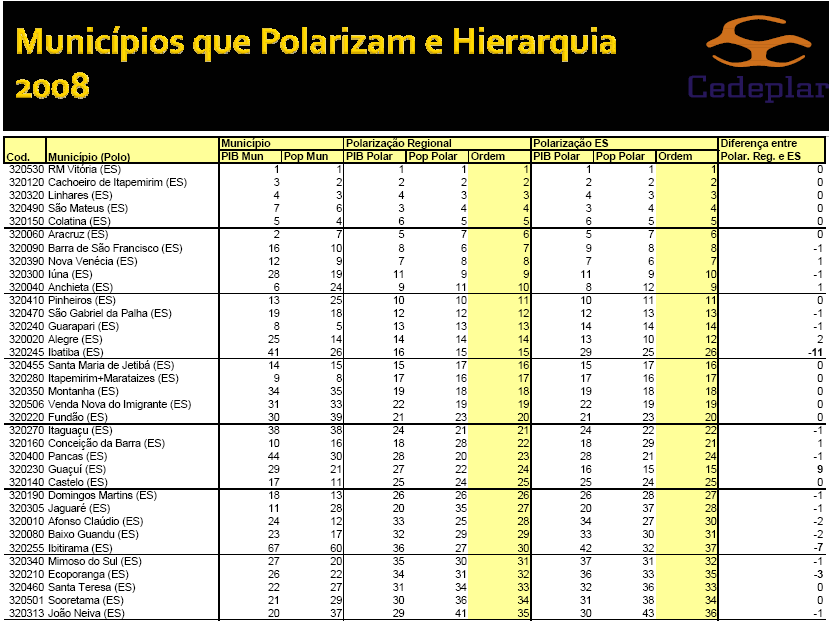 Municípios que Polarizam e Hierarquia
2008
Cedeplar
Município Polarização Regional Polarização ES Diferença entre
Cod. Município (Polo) PIB Mun Pop Mun PIB Polar Pop Polar Ordem PIB Polar Pop Polar Ordem Polar. Reg. e ES
320530 RM Vitória (ES) 1 1 1 1 1 1 1 1 0
320120 Cachoeiro de Itapemirim (ES) 3 2 2 2 2 2 2 2 0
320320 Linhares (ES) 4 3 4 3 3 4 3 3 0
320490 São Mateus (ES) 7 6 3 4 4 3 4 4 0
320150 Colatina (ES) 5 4 6 5 5 6 5 5 0
320060 Aracruz (ES) 2 7 5 7 6 5 7 6 0
320090 Barra de São Francisco (ES) 16 10 8 6 7 9 8 8 -1
320390 Nova Venécia (ES) 12 9 7 8 8 7 6 7 1
320300 Iúna (ES) 28 19 11 9 9 11 9 10 -1
320040 Anchieta (ES) 6 24 9 11 10 8 12 9 1
320410 Pinheiros (ES) 13 25 10 10 11 10 11 11 0
320470 São Gabriel da Palha (ES) 19 18 12 12 12 12 13 13 -1
320240 Guarapari (ES) 8 5 13 13 13 14 14 14 -1
320020 Alegre (ES) 25 14 14 14 14 13 10 12 2
320245 Ibatiba (ES) 41 26 16 15 15 29 25 26 -11
320455 Santa Maria de Jetibá (ES) 14 15 15 17 16 15 17 16 0
320280 Itapemirim+Marataizes (ES) 9 8 17 16 17 17 16 17 0
320350 Montanha (ES) 34 35 19 18 18 19 18 18 0
320506 Venda Nova do Imigrante (ES) 31 33 22 19 19 22 19 19 0
320220 Fundão (ES) 30 39 21 23 20 21 23 20 0
320270 Itaguaçu (ES) 38 38 24 21 21 24 22 22 -1
320160 Conceição da Barra (ES) 10 16 18 28 22 18 29 21 1
320400 Pancas (ES) 44 30 28 20 23 28 21 24 -1
320230 Guaçuí (ES) 29 21 27 22 24 16 15 15 9
320140 Castelo (ES) 17 11 25 24 25 25 24 25 0
320190 Domingos Martins (ES) 18 13 26 26 26 26 28 27 -1
320305 Jaguaré (ES) 11 28 20 35 27 20 37 28 -1
320010 Afonso Claúdio (ES) 24 12 33 25 28 34 27 30 -2
320080 Baixo Guandu (ES) 23 17 32 29 29 33 30 31 -2
320255 Ibitirama (ES) 67 60 36 27 30 42 32 37 -7
320340 Mimoso do Sul (ES) 27 20 35 30 31 37 31 32 -1
320210 Ecoporanga (ES) 26 22 34 31 32 36 33 35 -3
320460 Santa Teresa (ES) 22 27 31 34 33 32 36 33 0
320501 Sooretama (ES) 21 29 30 36 34 31 38 34 0
320313 João Neiva (ES) 20 37 29 41 35 30 43 36 -1